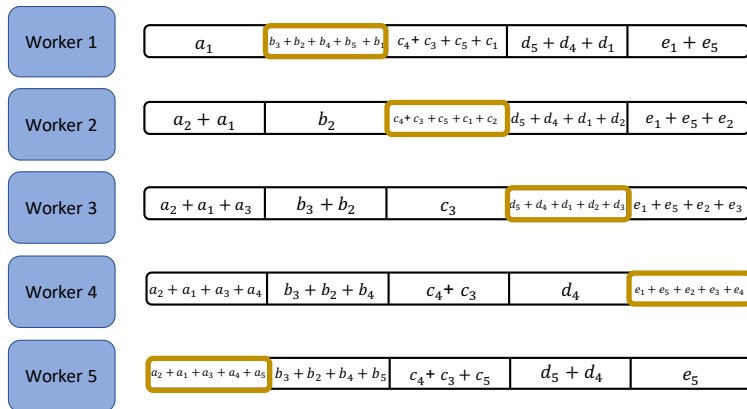 Worker 1 a₁ b₃ + b₂ + b₄ + b₅ + b₁ c₄ + c₃ + c₅ + c₁ d₅ + d₄ + d₁ e₁ + e₅
Worker 2 a₂ + a₁ b₂ c₄ + c₃ + c₅ + c₁ + c₂ d₅ + d₄ + d₁ + d₂ e₁ + e₅ + e₂
Worker 3 a₂ + a₁ + a₃ b₃ + b₂ c₃ d₅ + d₄ + d₁ + d₂ + d₃ e₁ + e₅ + e₂ + e₃
Worker 4 a₂ + a₁ + a₃ + a₄ b₃ + b₂ + b₄ c₄ + c₃ d₄ e₁ + e₅ + e₂ + e₃ + e₄
Worker 5 a₂ + a₁ + a₃ + a₄ + a₅ b₃ + b₂ + b₄ + b₅ c₄ + c₃ + c₅ d₅ + d₄ e₅